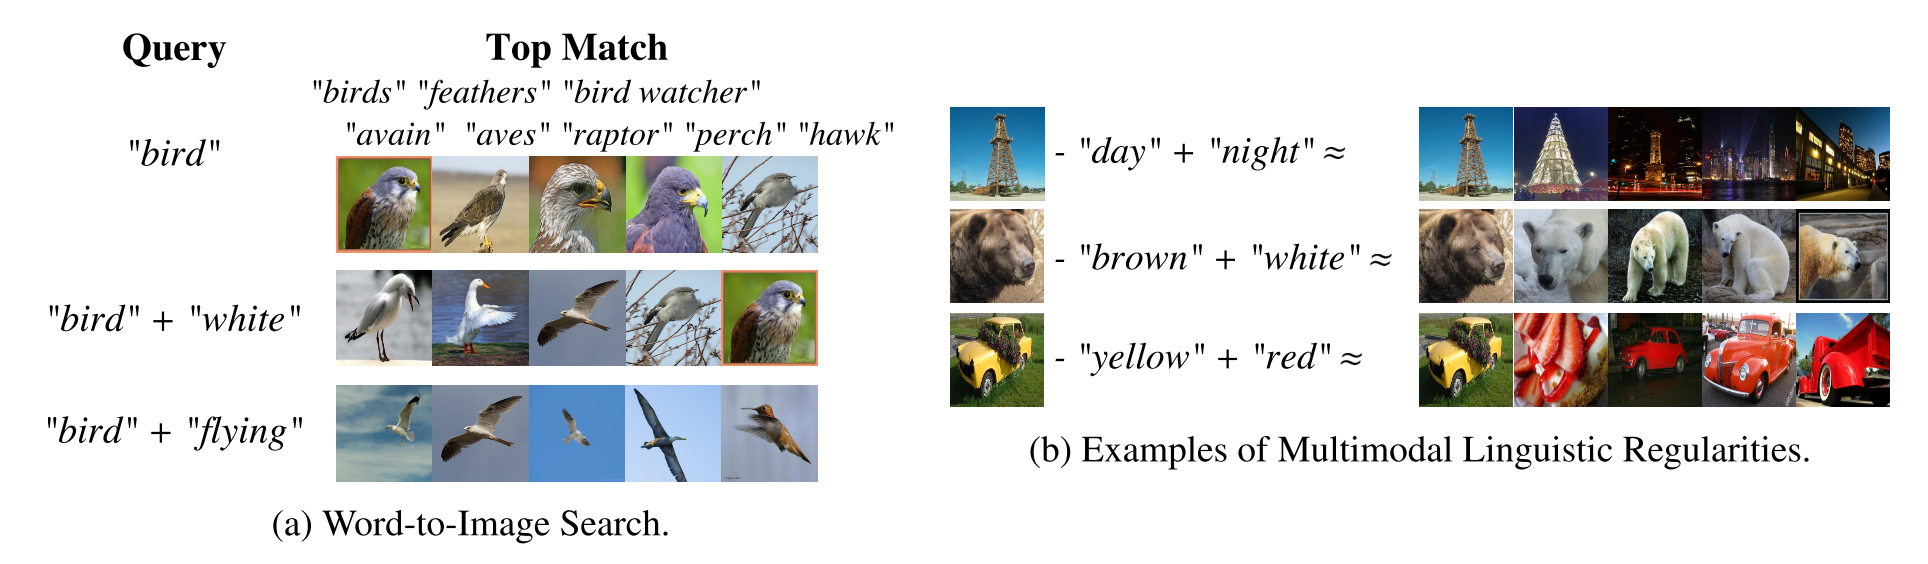 Query
Top Match
"birds" "feathers" "bird watcher"
"avain" "aves" "raptor" "perch" "hawk"
"bird"
"bird" + "white"
"bird" + "flying"
(a) Word-to-Image Search.
- "day" + "night" ≈
- "brown" + "white" ≈
- "yellow" + "red" ≈
(b) Examples of Multimodal Linguistic Regularities.